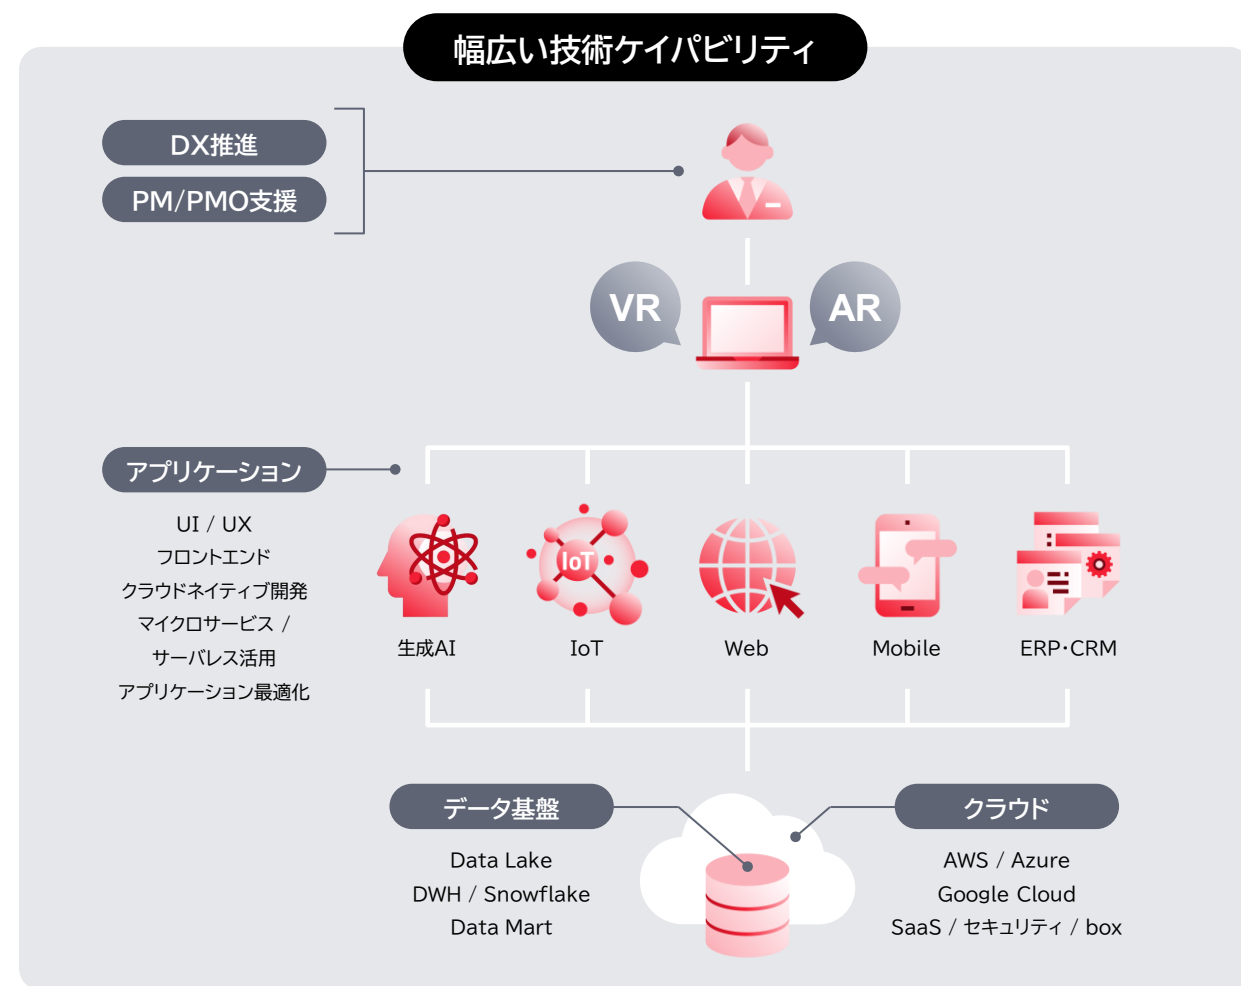 幅広い技術ケイパビリティ
DX推進
PM/PMO支援
VR
AR
アプリケーション
UI / UX
フロントエンド
クラウドネイティブ開発
マイクロサービス /
サーバレス活用
アプリケーション最適化
IoT
生成AI
IoT
Web
Mobile
ERP・CRM
データ基盤
Data Lake
DWH / Snowflake
Data Mart
クラウド
AWS / Azure
Google Cloud
SaaS / セキュリティ / box